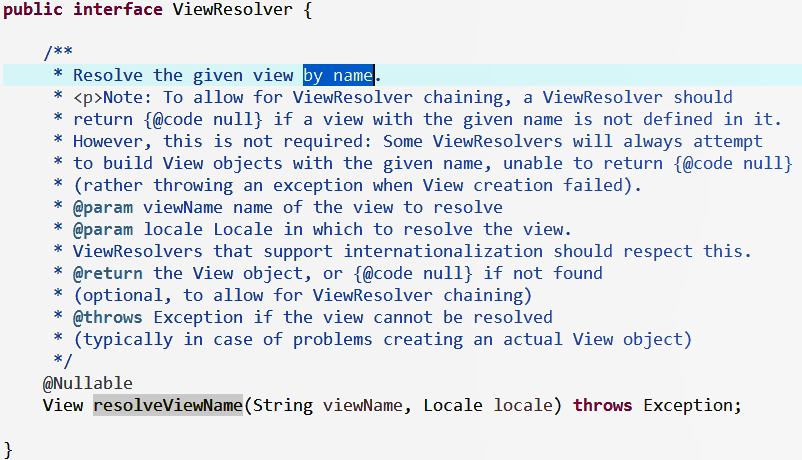 public interface ViewResolver {
/**
* Resolve the given view by name.
* <p>Note: To allow for ViewResolver chaining, a ViewResolver should
* return {@code null} if a view with the given name is not defined in it.
* However, this is not required: Some ViewResolvers will always attempt
* to build View objects with the given name, unable to return {@code null}
* (rather throwing an exception when View creation failed).
* @param viewName name of the view to resolve
* @param locale Locale in which to resolve the view.
* ViewResolvers that support internationalization should respect this.
* @return the View object, or {@code null} if not found
* (optional, to allow for ViewResolver chaining)
* @throws Exception if the view cannot be resolved
* (typically in case of problems creating an actual View object)
*/
@Nullable
View resolveViewName(String viewName, Locale locale) throws Exception;
}